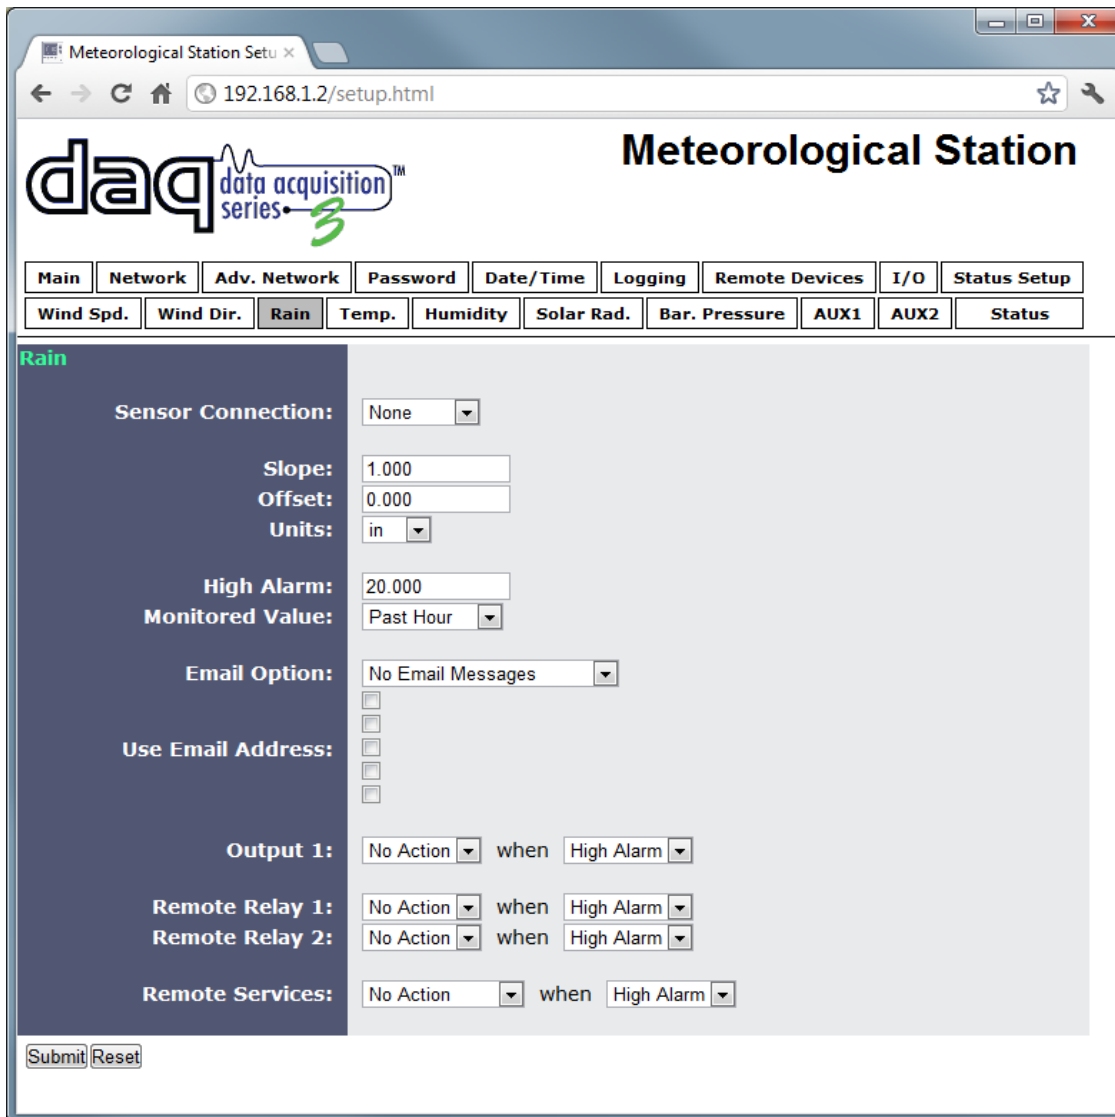 Meteorological Station Setu
192.168.1.2/setup.html
daq data acquisition series 3 TM
Meteorological Station
Main Network Adv. Network Password Date/Time Logging Remote Devices I/O Status Setup
Wind Spd. Wind Dir. Rain Temp. Humidity Solar Rad. Bar. Pressure AUX1 AUX2 Status
Rain
Sensor Connection: None
Slope: 1.000
Offset: 0.000
Units: in
High Alarm: 20.000
Monitored Value: Past Hour
Email Option: No Email Messages
Use Email Address:
Output 1: No Action when High Alarm
Remote Relay 1: No Action when High Alarm
Remote Relay 2: No Action when High Alarm
Remote Services: No Action when High Alarm
Submit Reset